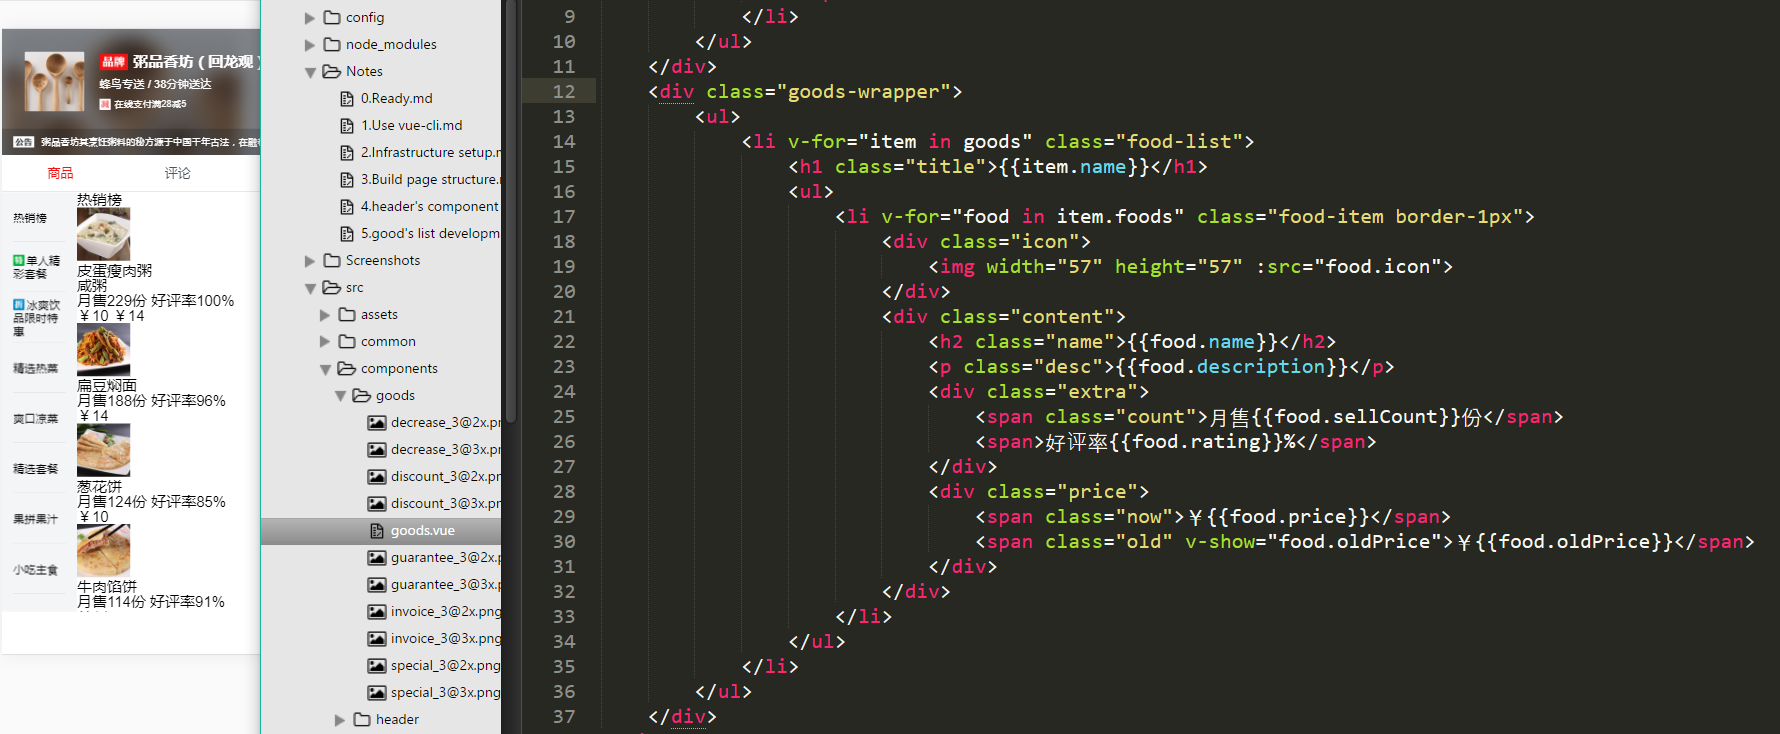 品牌 粥品香坊（回龙观）
蜂鸟专送 / 38分钟送达
减 在线支付满28减5
公告 粥品香坊其烹饪粥料的秘方源于中国千年古法，在融
商品
评论
热销榜
特 单人精
彩套餐
折 冰爽饮
品限时特
惠
精选热菜
爽口凉菜
精选套餐
果拼果汁
小吃主食
热销榜
皮蛋瘦肉粥
咸粥
月售229份 好评率100%
￥10 ￥14
扁豆焖面
月售188份 好评率96%
￥14
葱花饼
月售124份 好评率85%
￥10
牛肉馅饼
月售114份 好评率91%
config
node_modules
Notes
0.Ready.md
1.Use vue-cli.md
2.Infrastructure setup.m
3.Build page structure.
4.header's component
5.good's list developm
Screenshots
src
assets
common
components
goods
decrease_3@2x.pr
decrease_3@3x.pr
discount_3@2x.pr
discount_3@3x.pr
goods.vue
guarantee_3@2x.p
guarantee_3@3x.p
invoice_3@2x.png
invoice_3@3x.png
special_3@2x.png
special_3@3x.png
header
9 </li>
10 </ul>
11 </div>
12 <div class="goods-wrapper">
13 <ul>
14 <li v-for="item in goods" class="food-list">
15 <h1 class="title">{{item.name}}</h1>
16 <ul>
17 <li v-for="food in item.foods" class="food-item border-1px">
18 <div class="icon">
19 <img width="57" height="57" :src="food.icon">
20 </div>
21 <div class="content">
22 <h2 class="name">{{food.name}}</h2>
23 <p class="desc">{{food.description}}</p>
24 <div class="extra">
25 <span class="count">月售{{food.sellCount}}份</span>
26 <span>好评率{{food.rating}}%</span>
27 </div>
28 <div class="price">
29 <span class="now">￥{{food.price}}</span>
30 <span class="old" v-show="food.oldPrice">￥{{food.oldPrice}}</span>
31 </div>
32 </div>
33 </li>
34 </ul>
35 </li>
36 </ul>
37 </div>